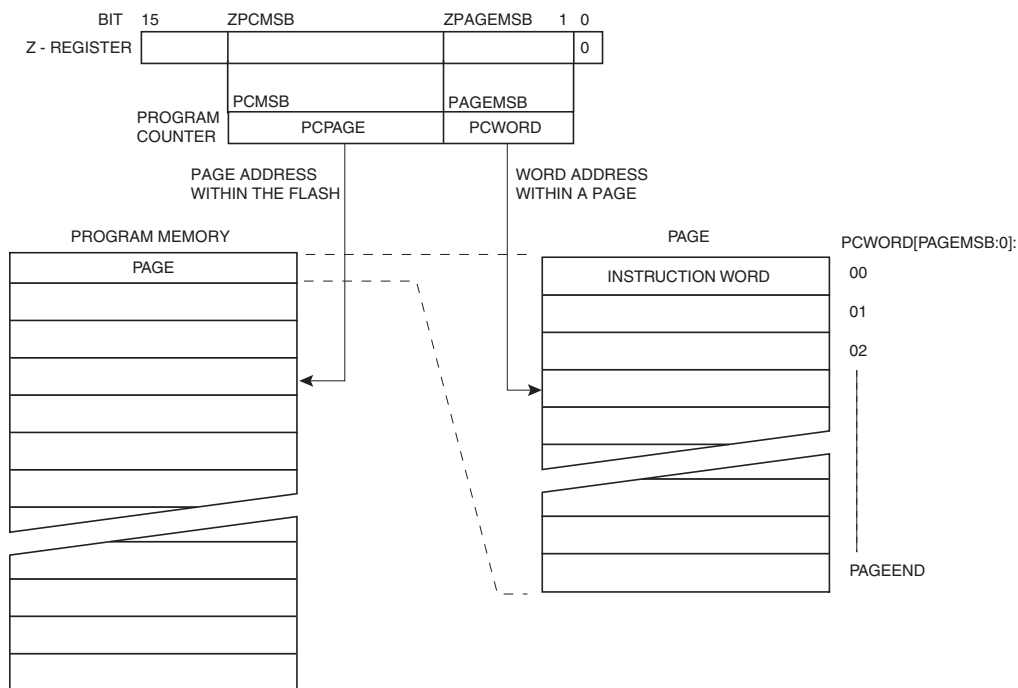 BIT 15 ZPCMSB ZPAGEMSB 1 0
Z - REGISTER 0
PCMSB PAGEMSB
PROGRAM
COUNTER
PCPAGE PCWORD
PAGE ADDRESS
WITHIN THE FLASH
WORD ADDRESS
WITHIN A PAGE
PROGRAM MEMORY
PAGE
PAGE
PCWORD[PAGEMSB:0]:
INSTRUCTION WORD 00
01
02
PAGEEND